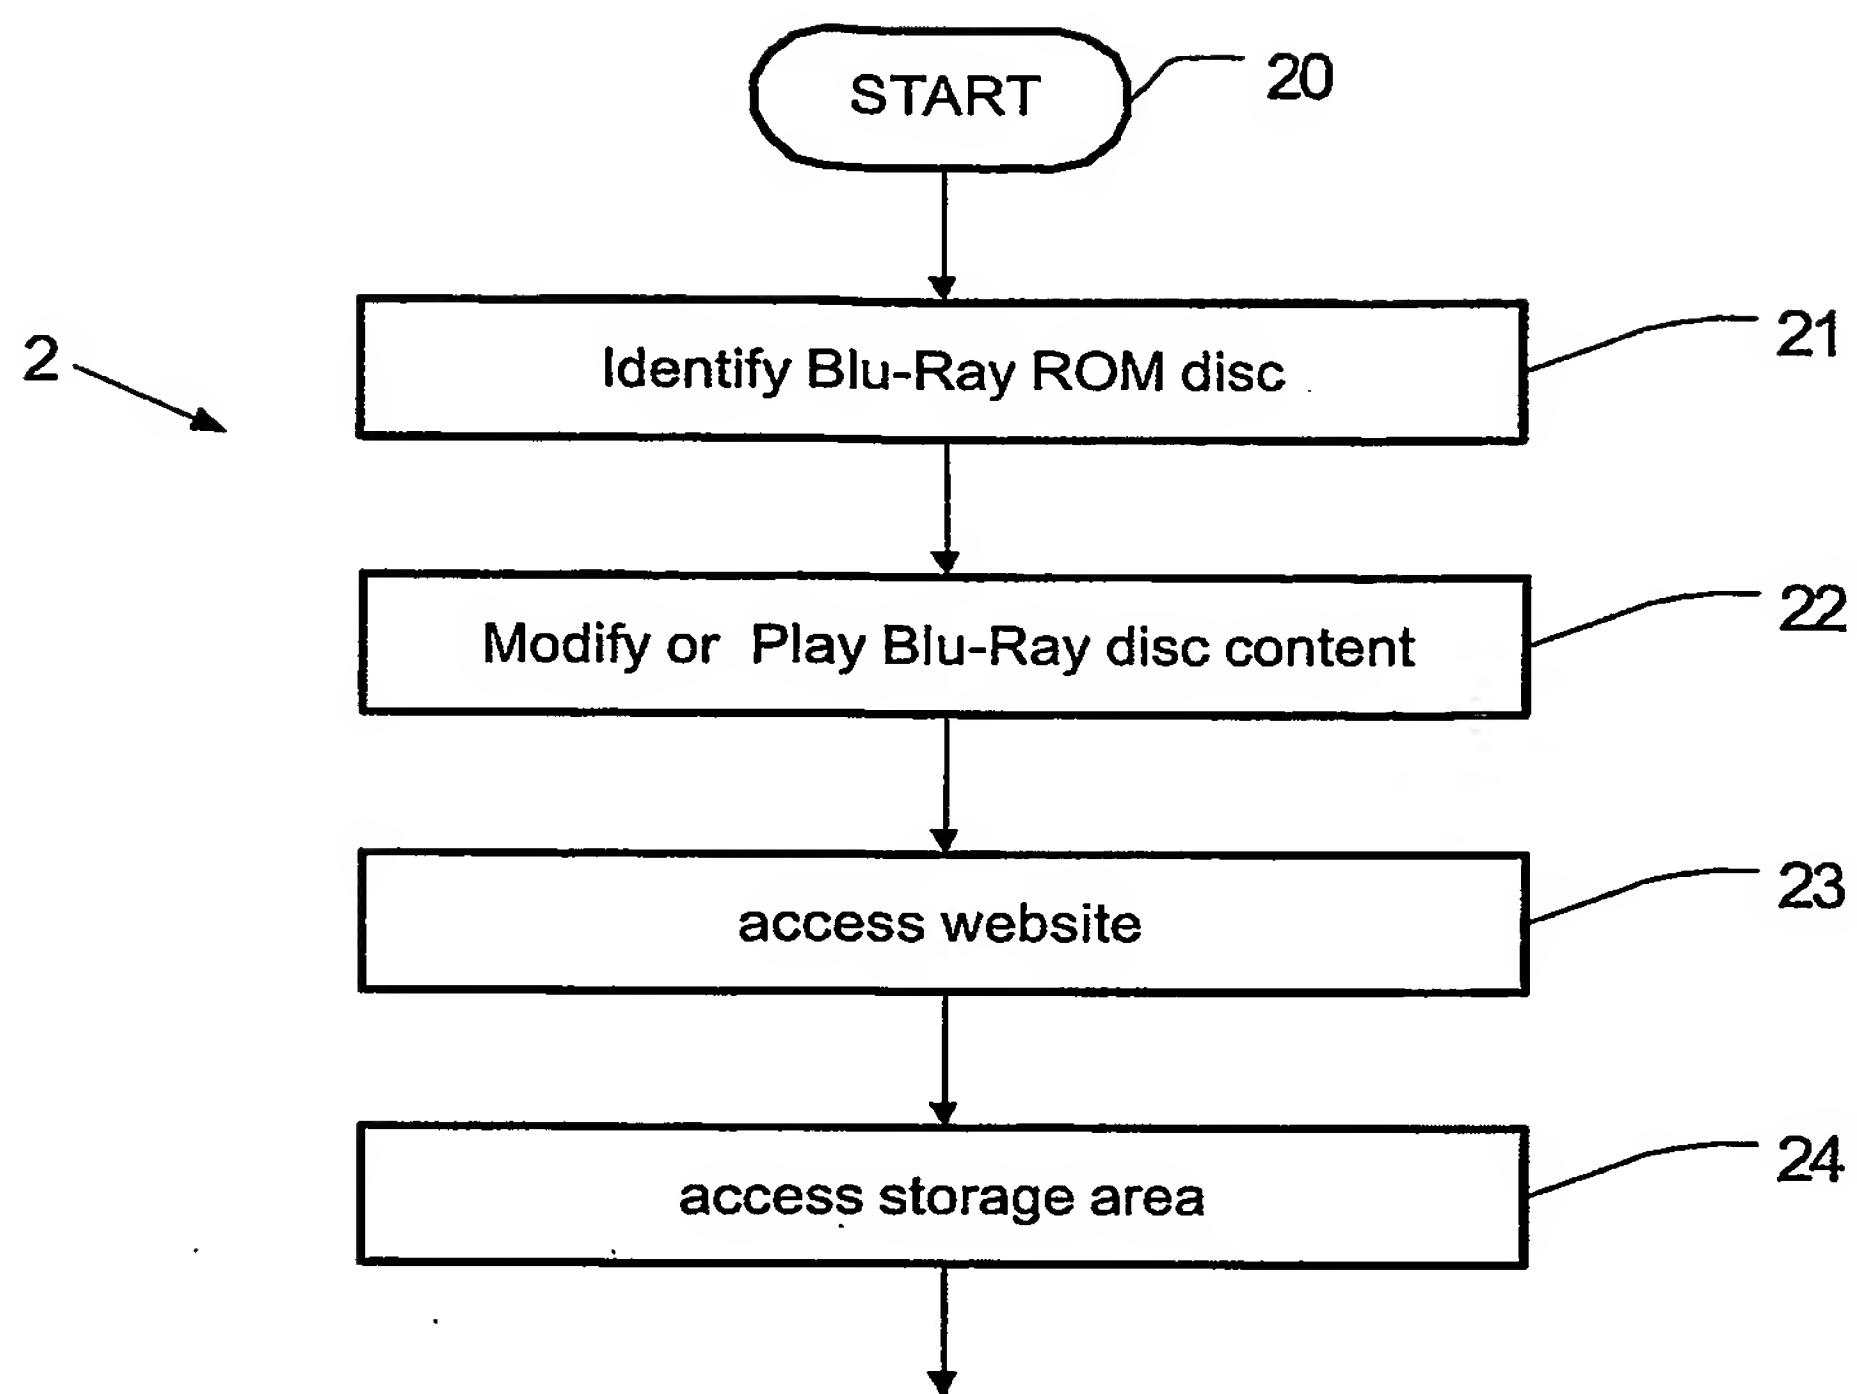 START
20
2
Identify Blu-Ray ROM disc
21
Modify or Play Blu-Ray disc content
22
access website
23
access storage area
24